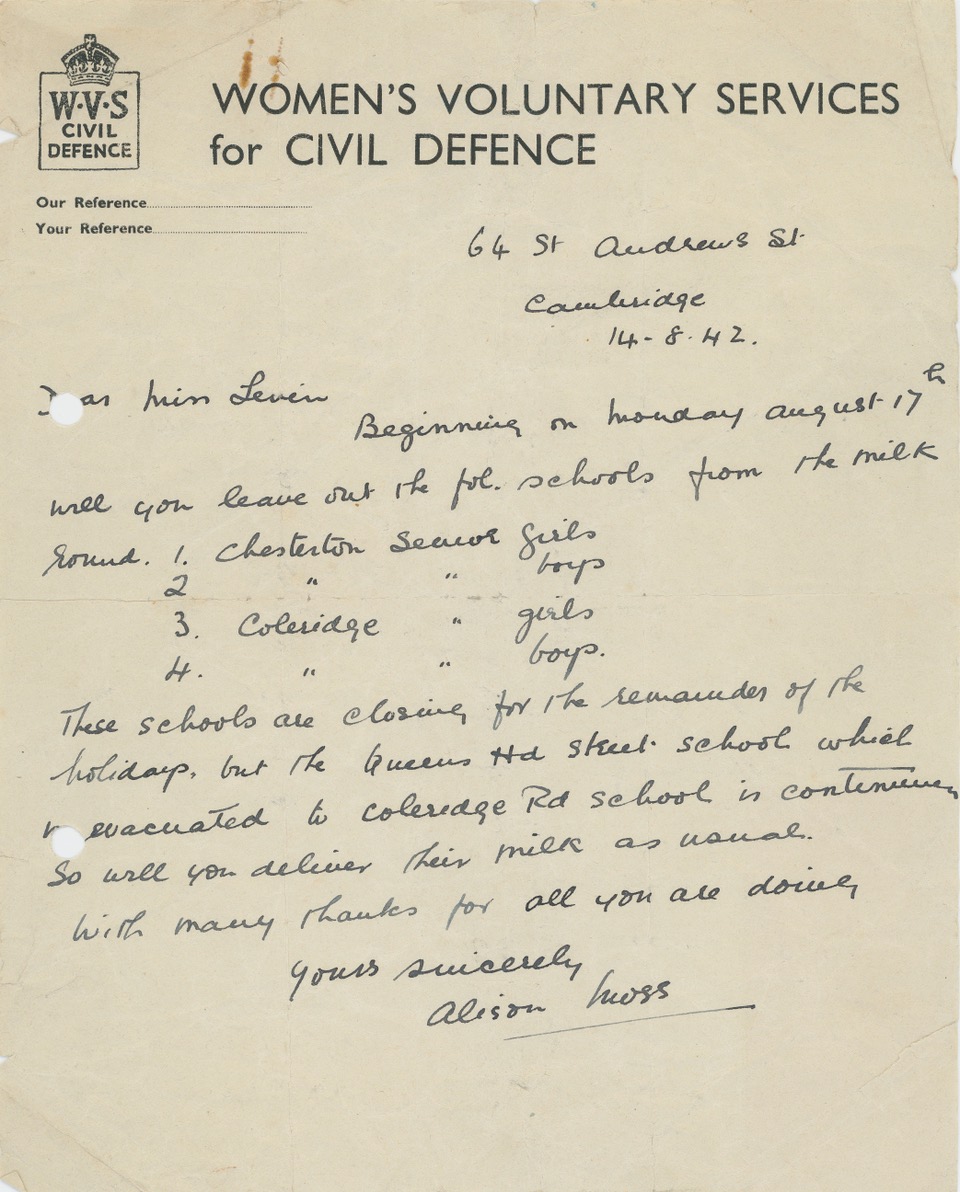 W·V·S
CIVIL
DEFENCE
WOMEN'S VOLUNTARY SERVICES
for CIVIL DEFENCE
Our Reference
Your Reference
64 St Andrews St
Cambridge
14-8-42.
Dear Miss Levin
Beginning on Monday August 17th
will you leave out the fol. schools from the milk
round. 1. Chesterton Senior girls
2 " " boys
3. Coleridge " girls
4. " " boys.
These schools are closing for the remainder of the
holidays, but the Queens Hd Street school which
evacuated to Coleridge Rd school is continuing
So will you deliver their milk as usual.
With many thanks for all you are doing
Yours sincerely
Alison Moss